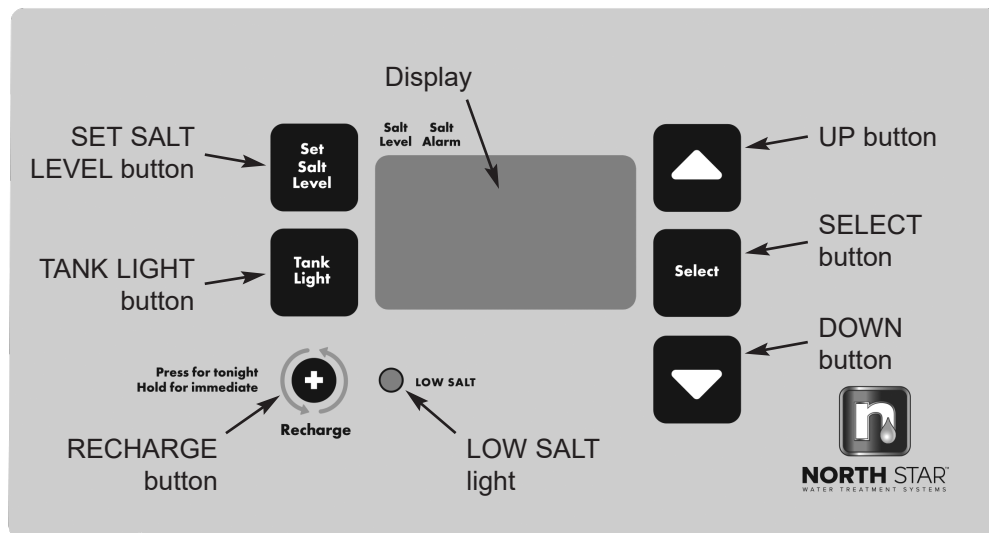 Display
SET SALT
LEVEL button
Set
Salt
Level
Salt
Level
Salt
Alarm
UP button
TANK LIGHT
button
Tank
Light
Select
SELECT
button
DOWN
button
Press for tonight
Hold for immediate
Recharge
RECHARGE
button
LOW SALT
LOW SALT
light
n
NORTH STAR™
WATER TREATMENT SYSTEMS